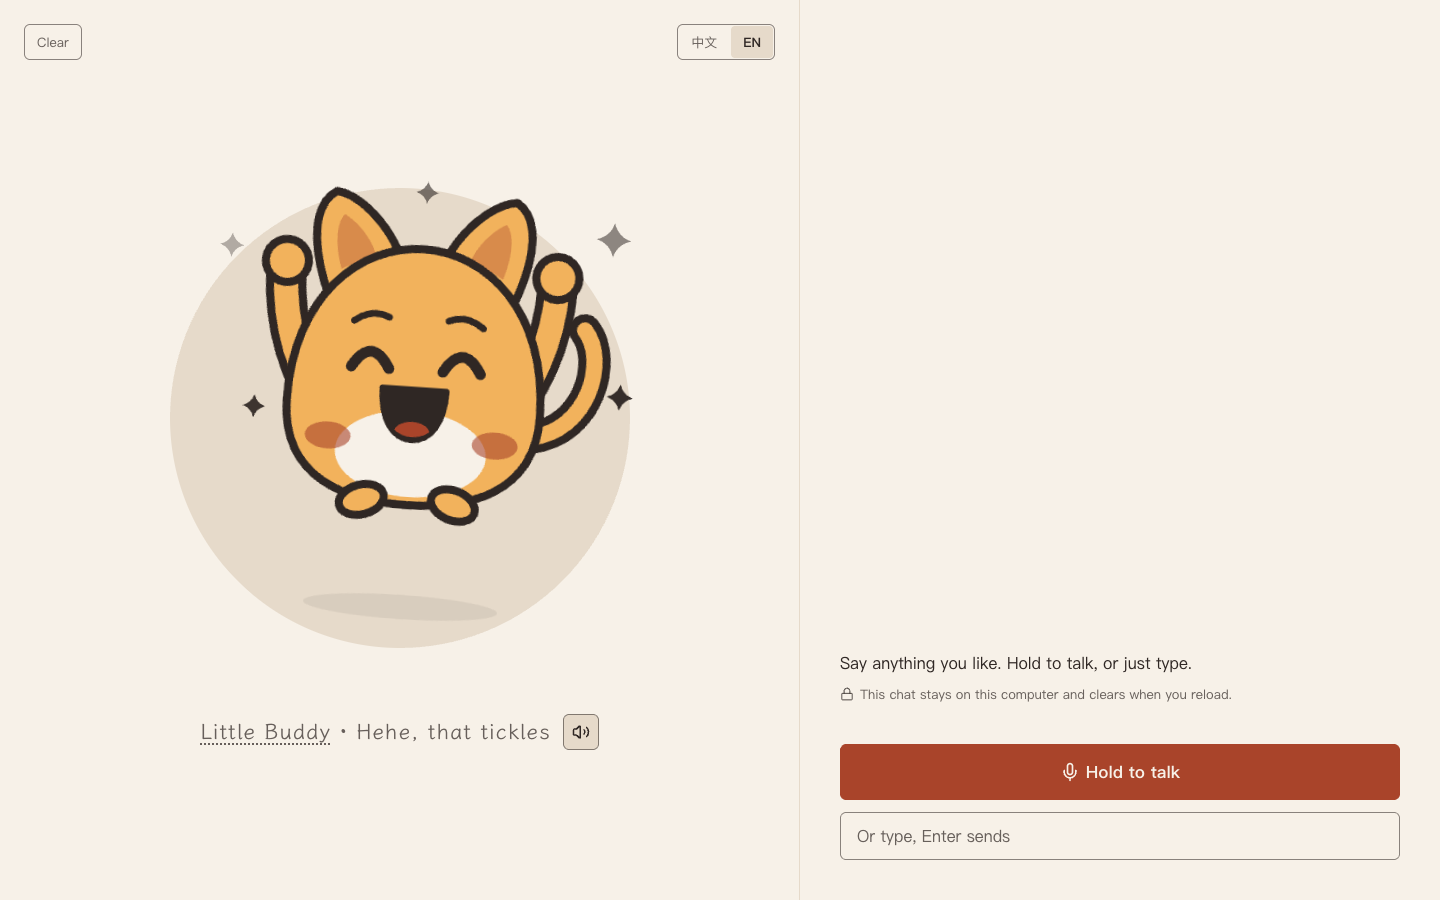 Clear
中文 EN
Little Buddy • Hehe, that tickles
Say anything you like. Hold to talk, or just type.
This chat stays on this computer and clears when you reload.
Hold to talk
Or type, Enter sends